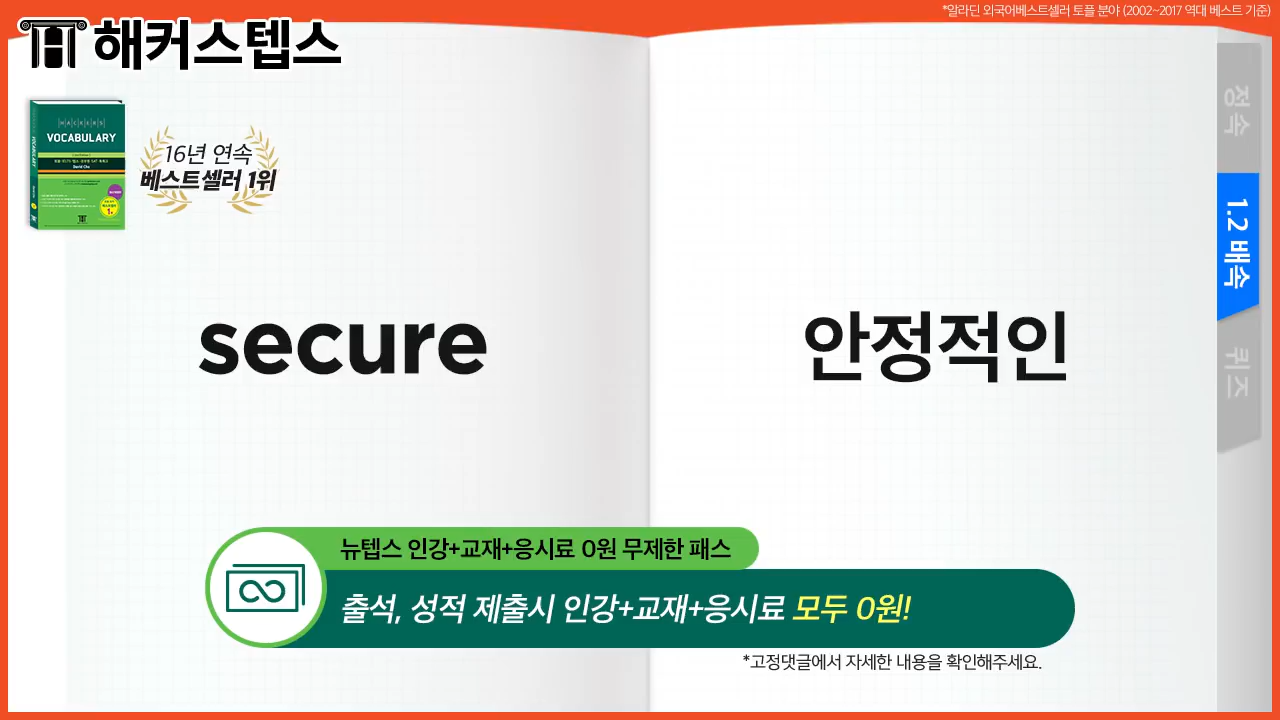 *알라딘 외국어베스트셀러 토플 분야 (2002~2017 역대 베스트 기준)
해커스텝스
HACKERS
VOCABULARY
16년 연속
베스트셀러 1위
정속
1.2 배속
퀴즈
secure
안정적인
뉴텝스 인강+교재+응시료 0원 무제한 패스
출석, 성적 제출시 인강+교재+응시료 모두 0원!
*고정댓글에서 자세한 내용을 확인해주세요.